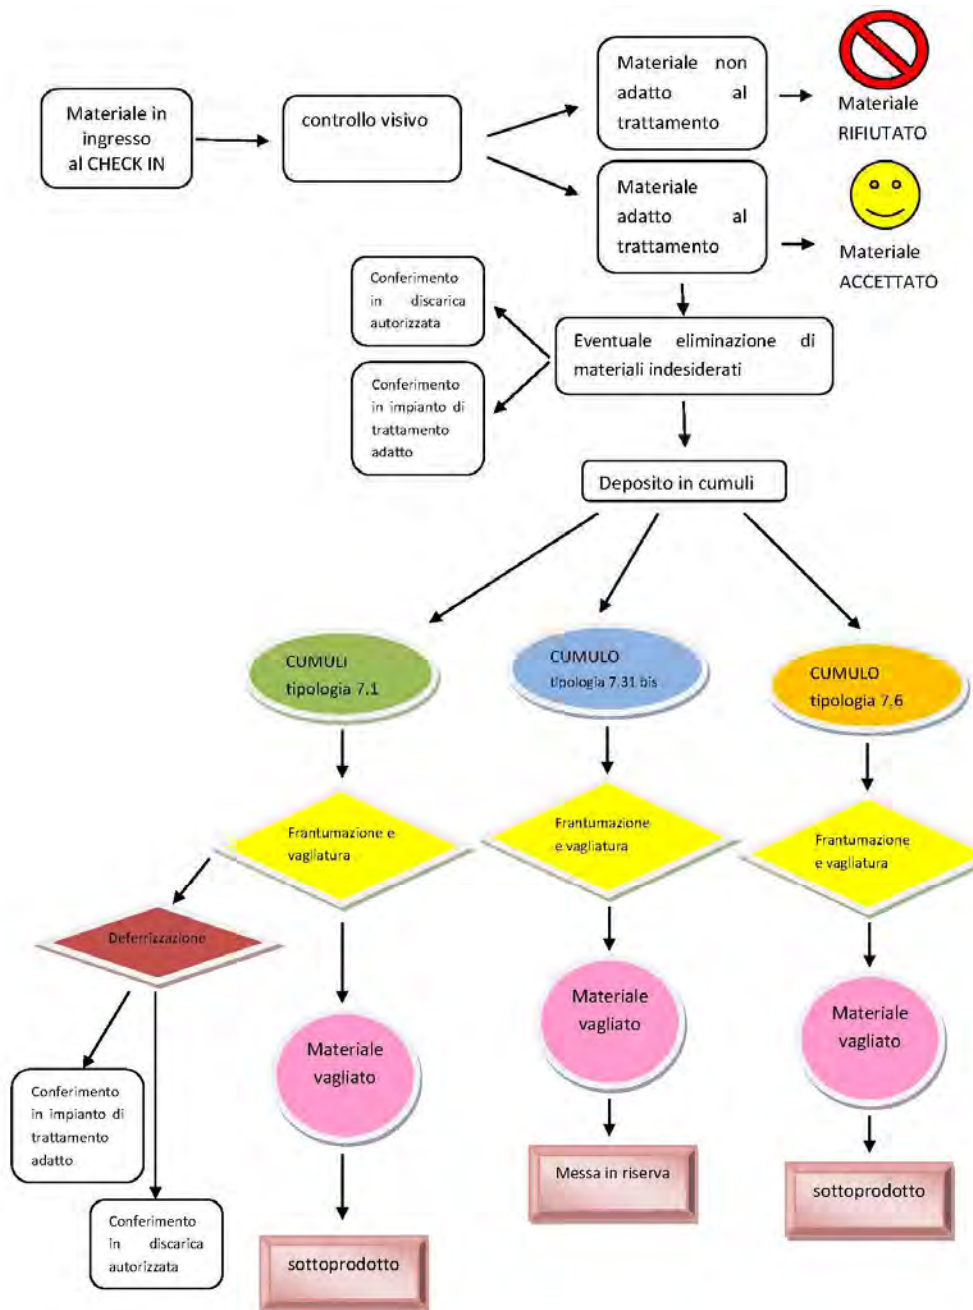 Materiale in
ingresso
al CHECK IN
controllo visivo
Materiale non
adatto al
trattamento
Materiale
RIFIUTATO
Materiale
adatto al
trattamento
Materiale
ACCETTATO
Conferimento
in discarica
autorizzata
Eventuale eliminazione di
materiali indesiderati
Conferimento
in impianto di
trattamento
adatto
Deposito in cumuli
CUMULI
tipologia 7.1
CUMULO
tipologia 7.31 bis
CUMULO
tipologia 7.6
Frantumazione e
vagliatura
Frantumazione
e vagliatura
Frantumazione
e vagliatura
Deferrizzazione
Materiale
vagliato
Materiale
vagliato
Materiale
vagliato
Conferimento
in impianto di
trattamento
adatto
Conferimento
in discarica
autorizzata
sottoprodotto
Messa in riserva
sottoprodotto